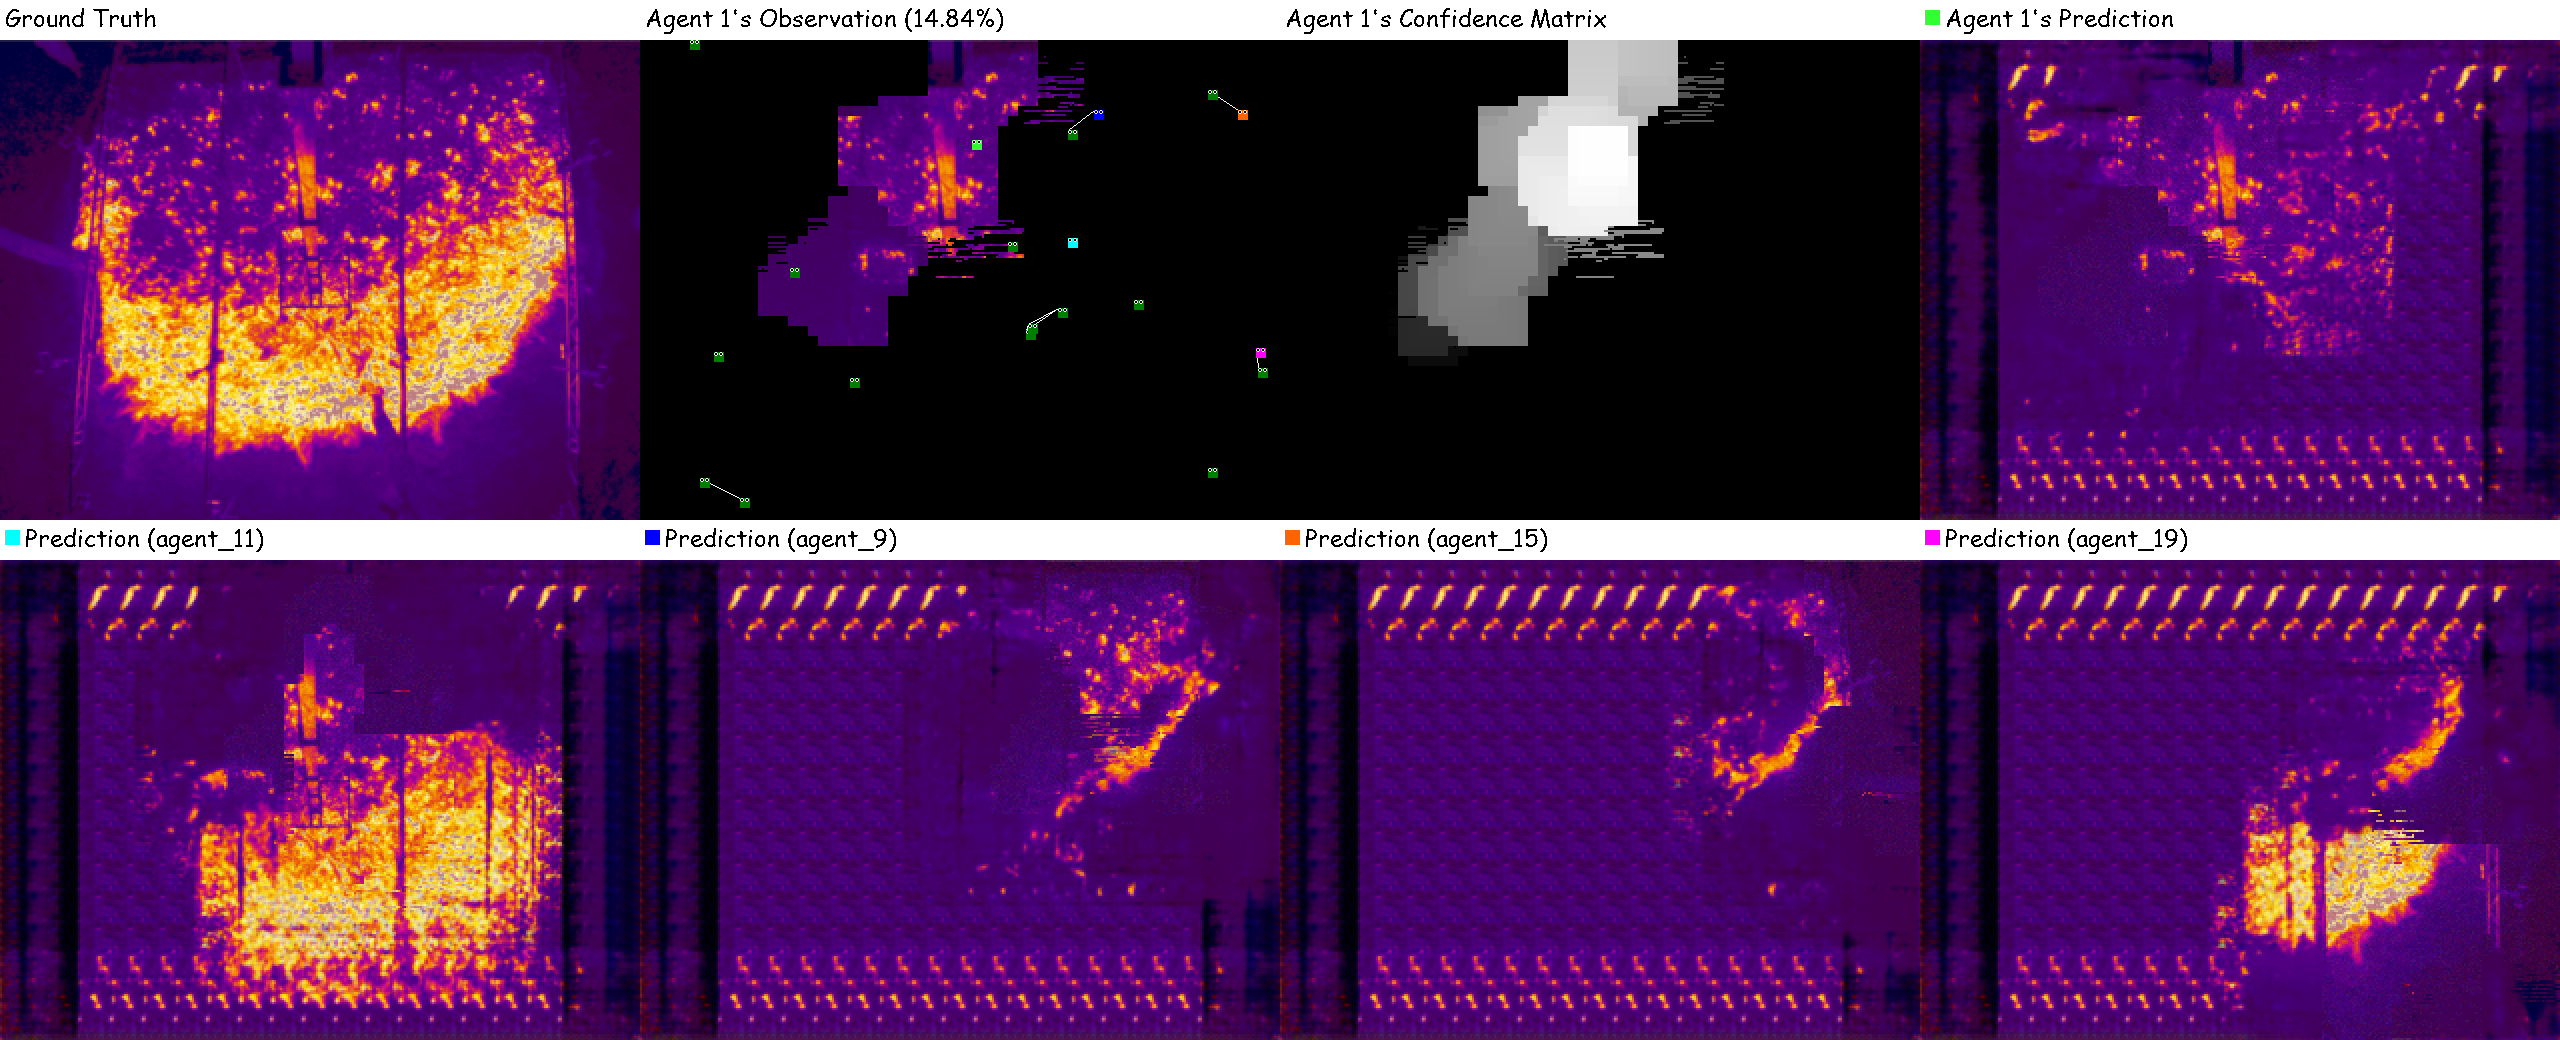 Ground Truth
Agent 1's Observation (14.84%)
Agent 1's Confidence Matrix
Agent 1's Prediction
Prediction (agent_11)
Prediction (agent_9)
Prediction (agent_15)
Prediction (agent_19)